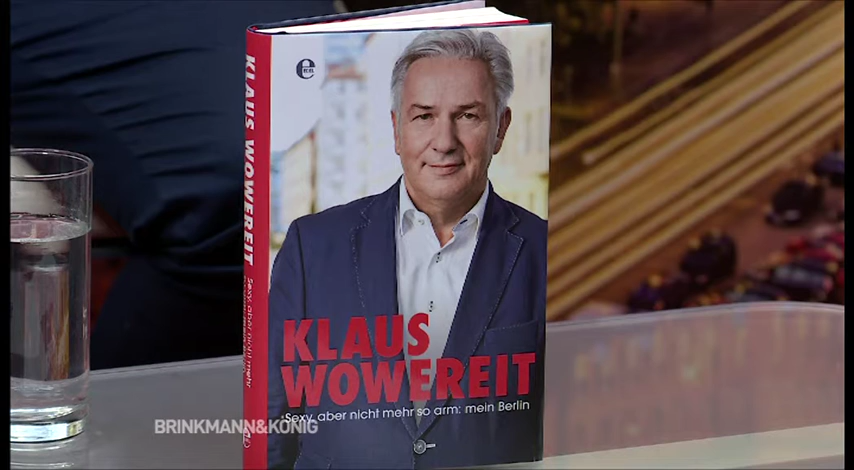 e
KLAUS WOWEREIT
KLAUS
WOWEREIT
Sexy, aber nicht mehr so arm: mein Berlin
BRINKMANN&KÖNIG